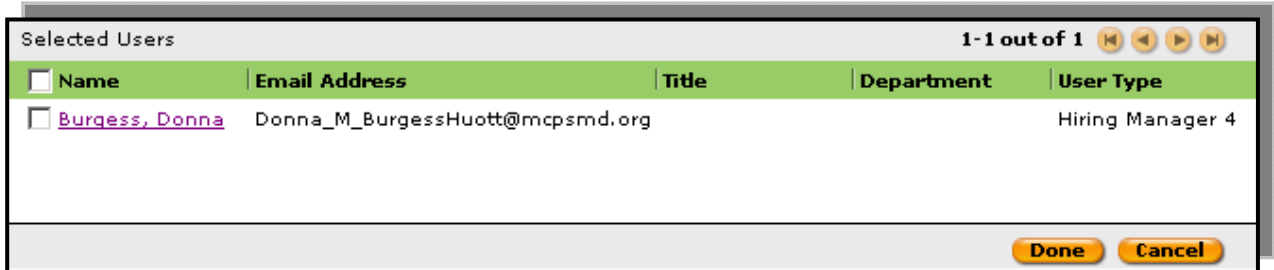 Selected Users 1-1 out of 1
Name Email Address Title Department User Type
Burgess, Donna Donna_M_BurgessHuott@mcpsmd.org Hiring Manager 4
Done Cancel